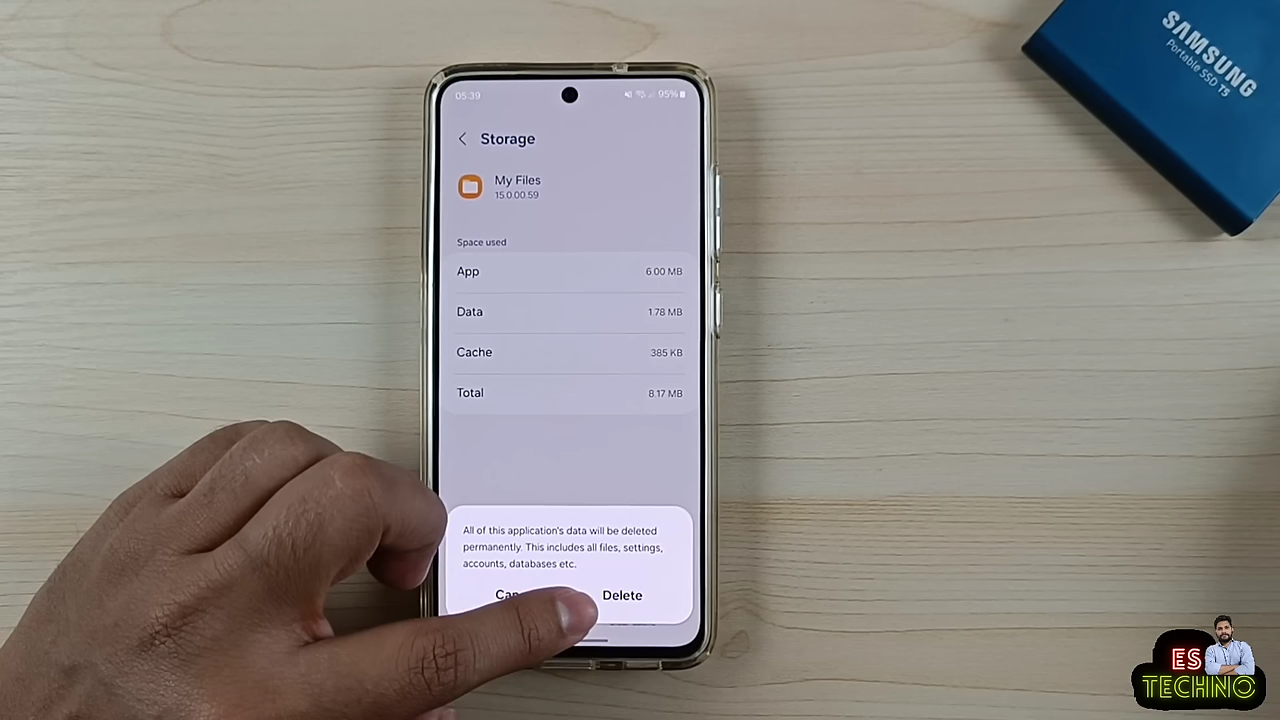 SAMSUNG
Portable SSD T5
05:39
95%
Storage
My Files
15.0.00.59
Space used
App 6.00 MB
Data 1.78 MB
Cache 385 KB
Total 8.17 MB
All of this application's data will be deleted
permanently. This includes all files, settings,
accounts, databases etc.
Delete
ES
TECHNO